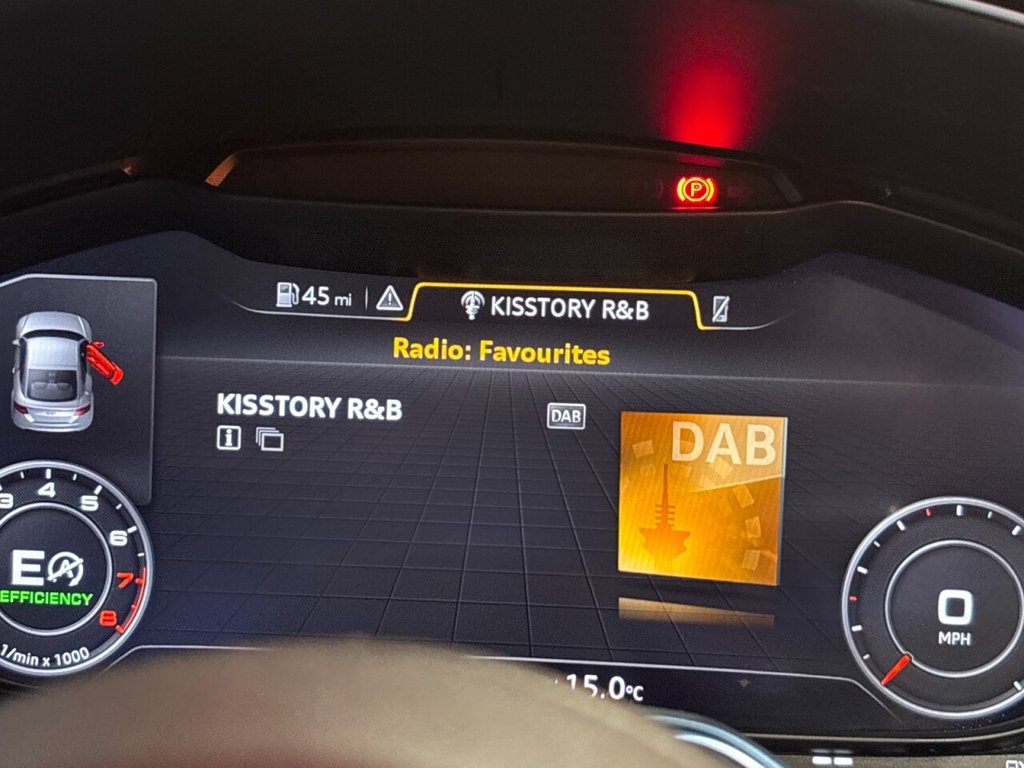 P
45 mi
KISSTORY R&B
Radio: Favourites
KISSTORY R&B
DAB
i
DAB
3 4 5 6 7 8
E A
EFFICIENCY
1/min x 1000
0
MPH
15.0°C